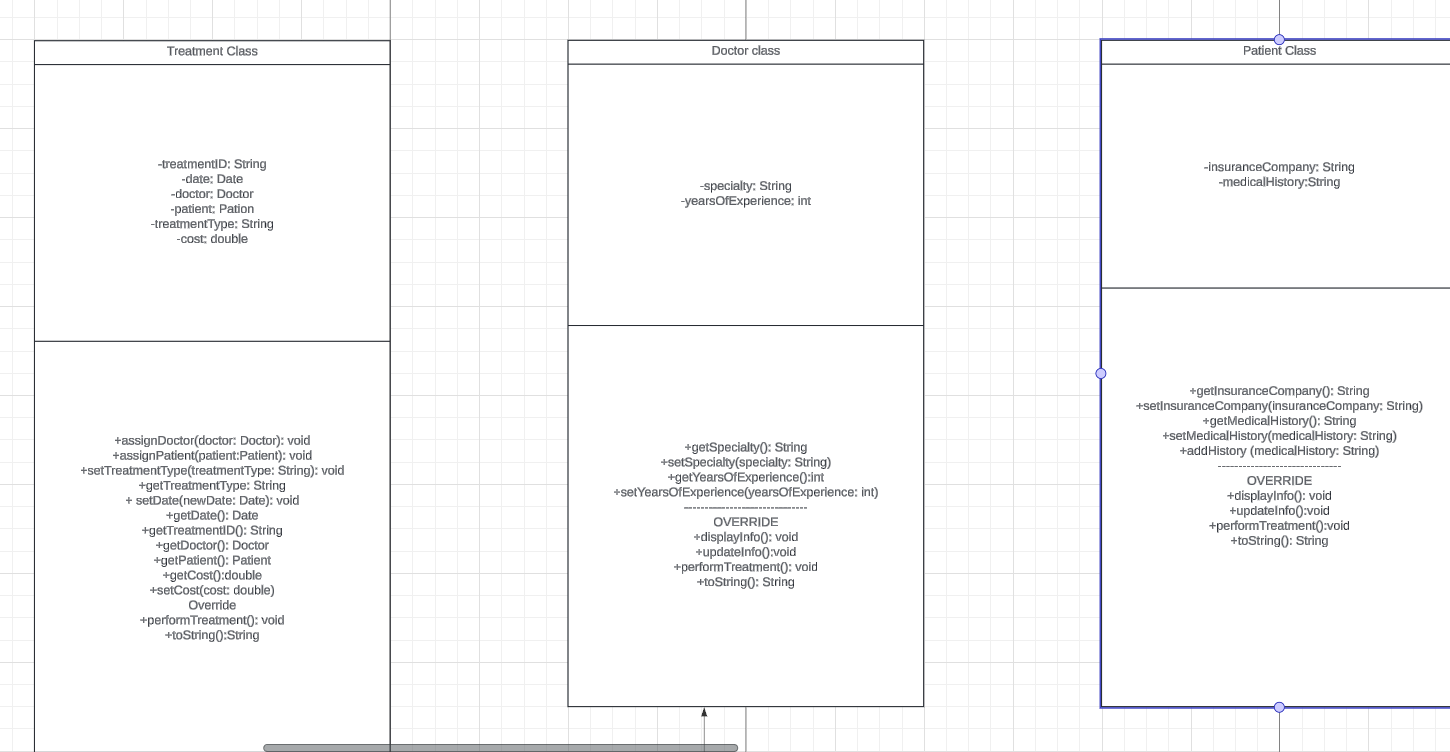 Treatment Class
-treatmentID: String
-date: Date
-doctor: Doctor
-patient: Pation
-treatmentType: String
-cost: double
+assignDoctor(doctor: Doctor): void
+assignPatient(patient:Patient): void
+setTreatmentType(treatmentType: String): void
+getTreatmentType: String
+ setDate(newDate: Date): void
+getDate(): Date
+getTreatmentID(): String
+getDoctor(): Doctor
+getPatient(): Patient
+getCost():double
+setCost(cost: double)
Override
+performTreatment(): void
+toString():String
Doctor class
-specialty: String
-yearsOfExperience: int
+getSpecialty(): String
+setSpecialty(specialty: String)
+getYearsOfExperience():int
+setYearsOfExperience(yearsOfExperience: int)
------------------------------
OVERRIDE
+displayInfo(): void
+updateInfo():void
+performTreatment(): void
+toString(): String
Patient Class
-insuranceCompany: String
-medicalHistory:String
+getInsuranceCompany(): String
+setInsuranceCompany(insuranceCompany: String)
+getMedicalHistory(): String
+setMedicalHistory(medicalHistory: String)
+addHistory (medicalHistory: String)
------------------------------
OVERRIDE
+displayInfo(): void
+updateInfo():void
+performTreatment():void
+toString(): String